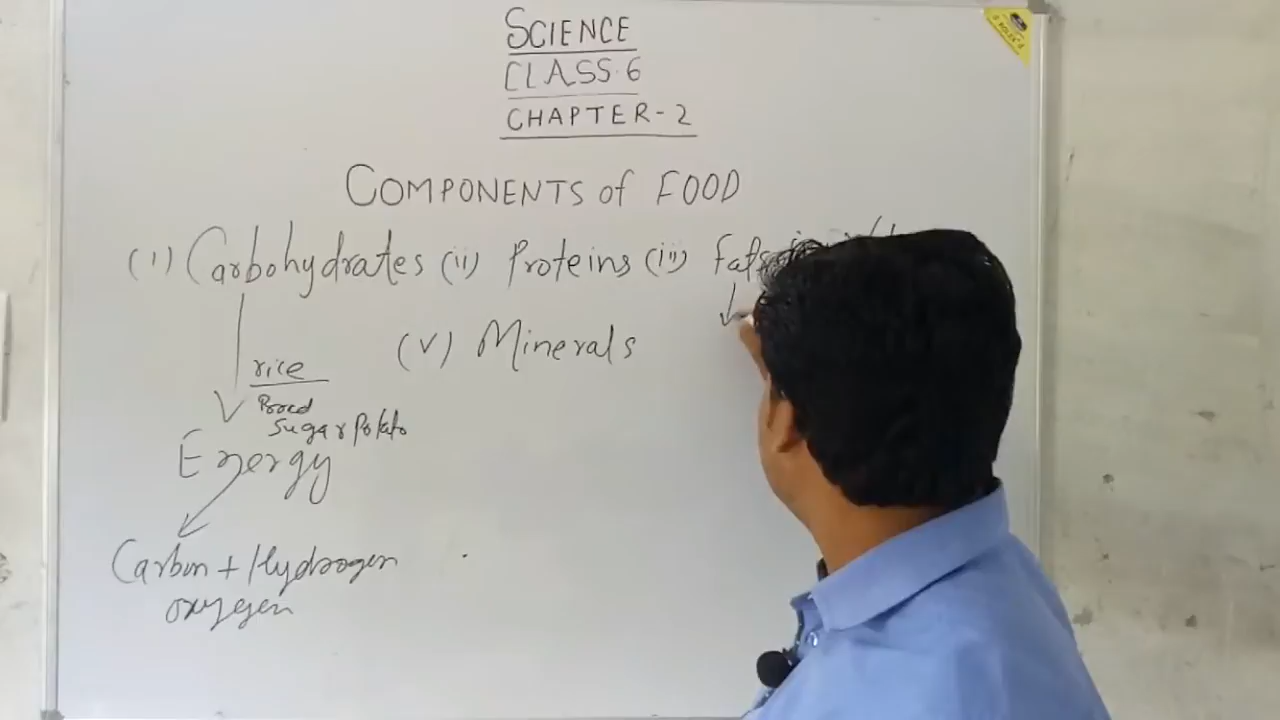 SCIENCE
CLASS·6
CHAPTER-2
COMPONENTS of FOOD
(i) Carbohydrates (ii) Proteins (iii) Fats
(v) Minerals
rice
Sugar Potato
Energy
Carbon + Hydrogen
oxygen